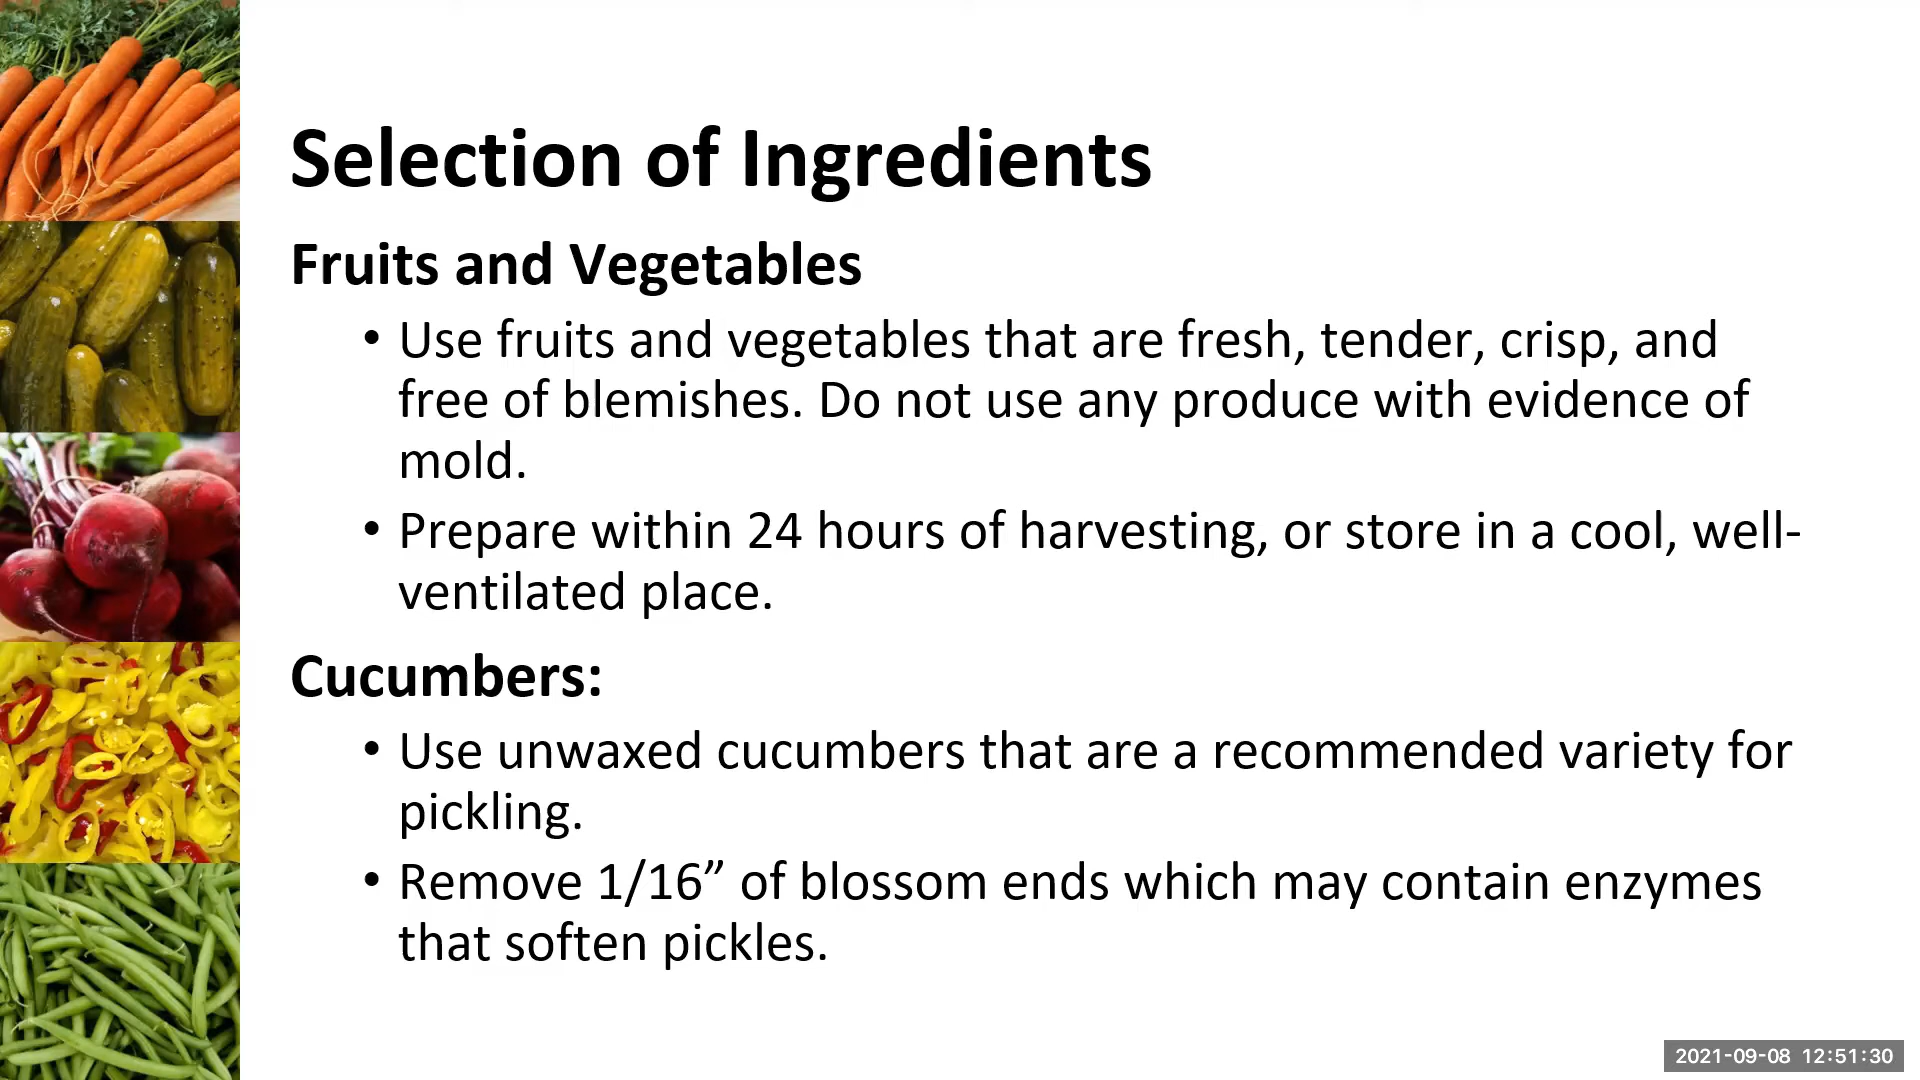 Selection of Ingredients
Fruits and Vegetables
• Use fruits and vegetables that are fresh, tender, crisp, and
free of blemishes. Do not use any produce with evidence of
mold.
• Prepare within 24 hours of harvesting, or store in a cool, well-
ventilated place.
Cucumbers:
• Use unwaxed cucumbers that are a recommended variety for
pickling.
• Remove 1/16” of blossom ends which may contain enzymes
that soften pickles.
2021-09-08 12:51:30